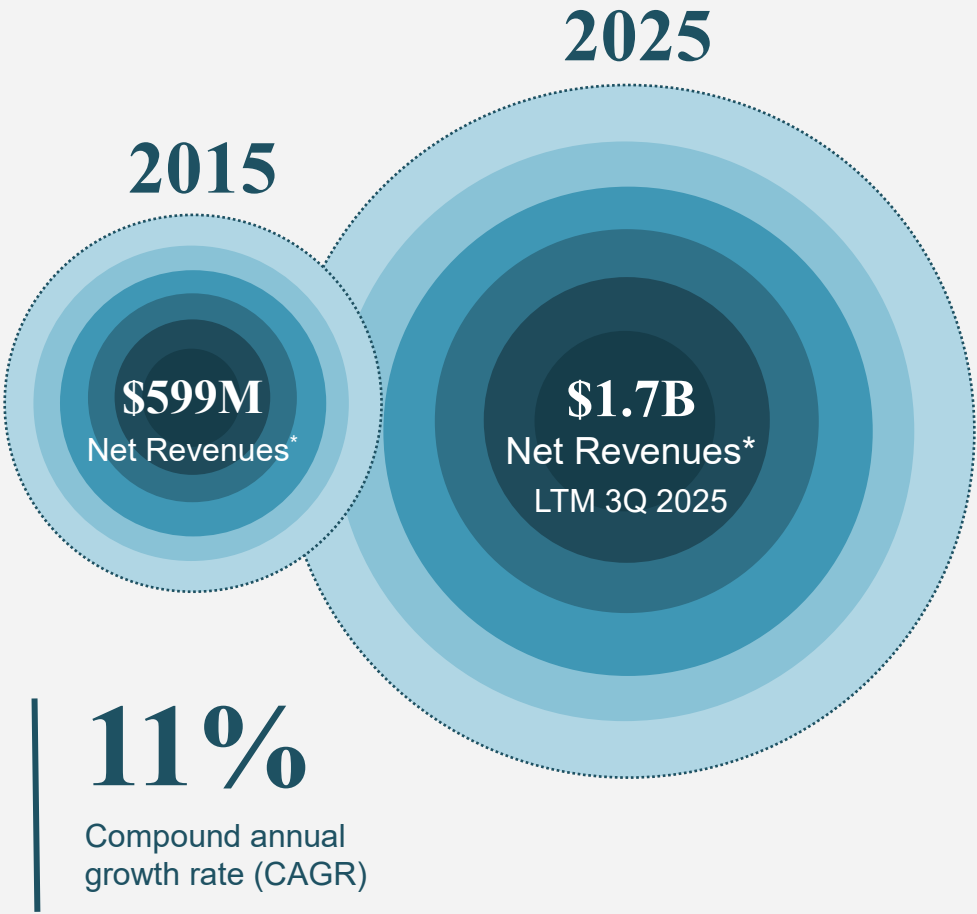 2015
$599M
Net Revenues*
2025
$1.7B
Net Revenues*
LTM 3Q 2025
11%
Compound annual
growth rate (CAGR)